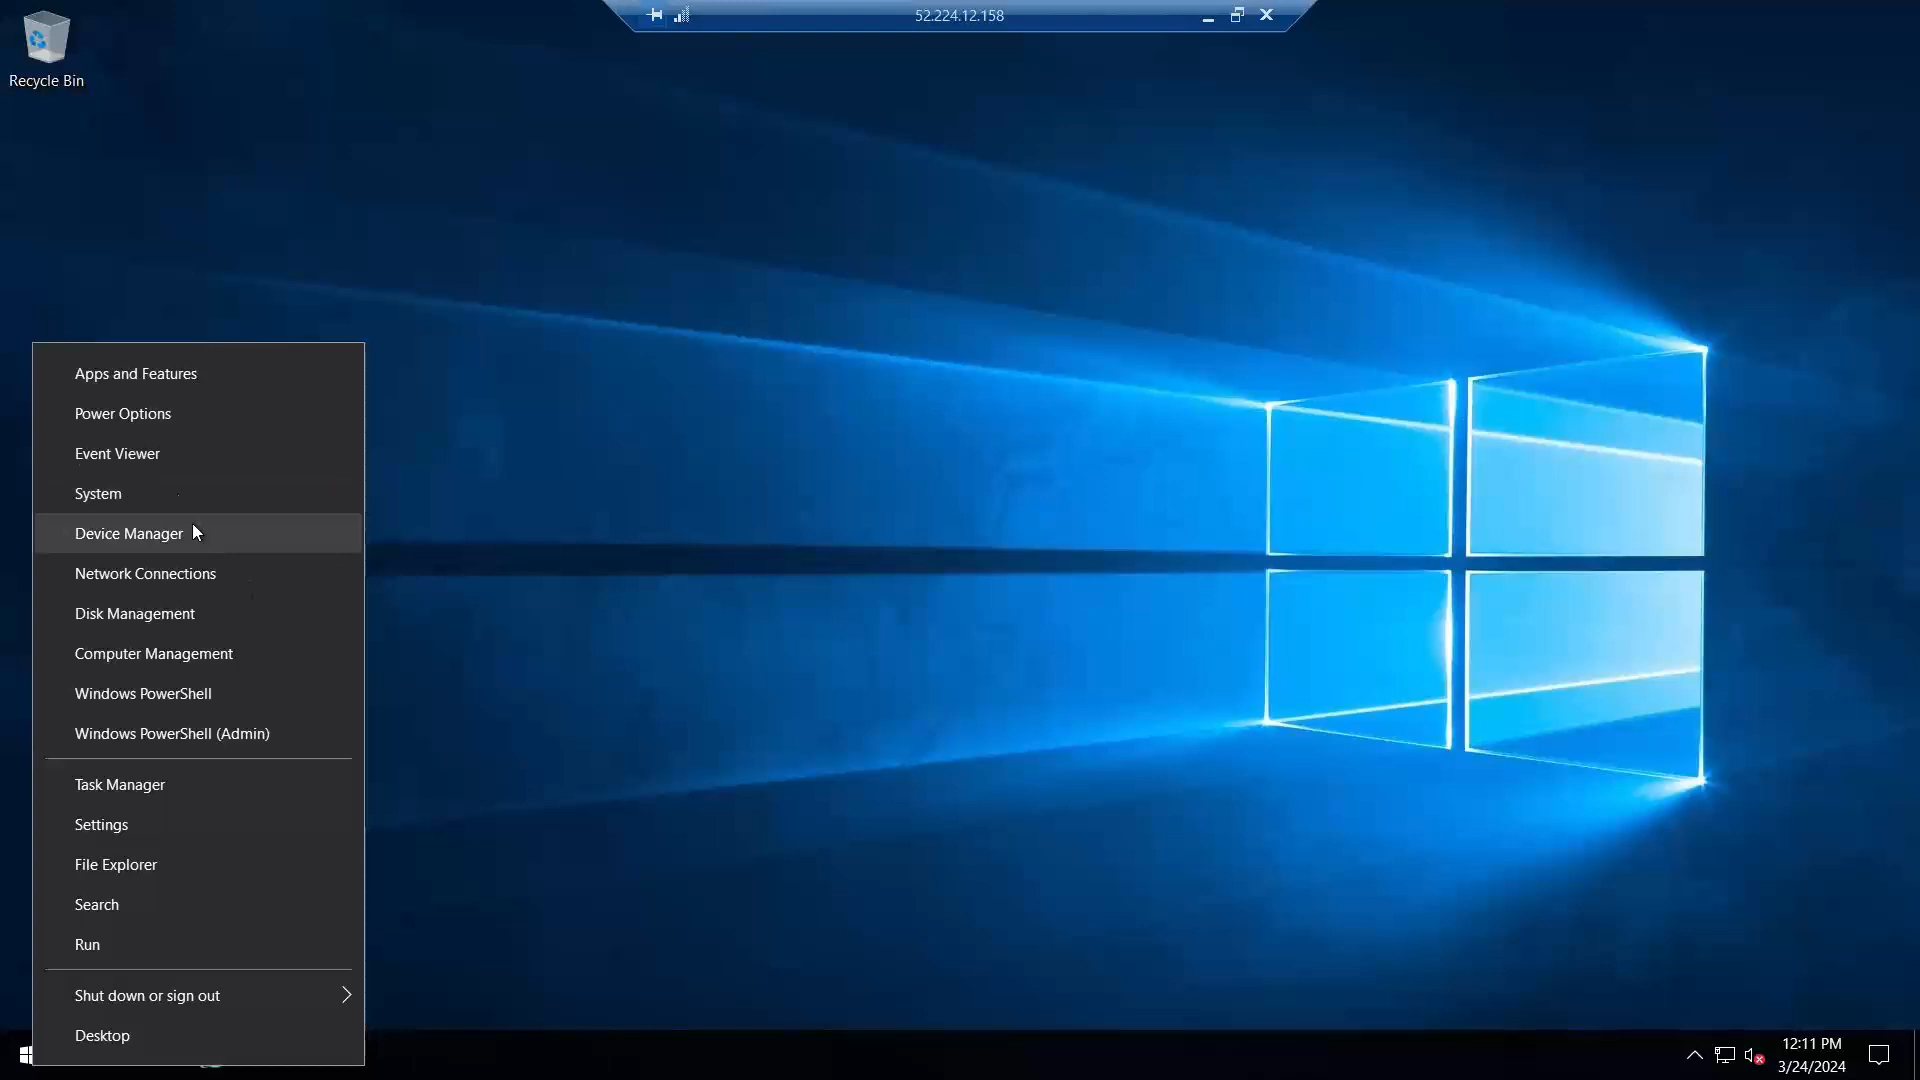 52.224.12.158
Recycle Bin
Apps and Features
Power Options
Event Viewer
System
Device Manager
Network Connections
Disk Management
Computer Management
Windows PowerShell
Windows PowerShell (Admin)
Task Manager
Settings
File Explorer
Search
Run
Shut down or sign out
Desktop
12:11 PM
3/24/2024